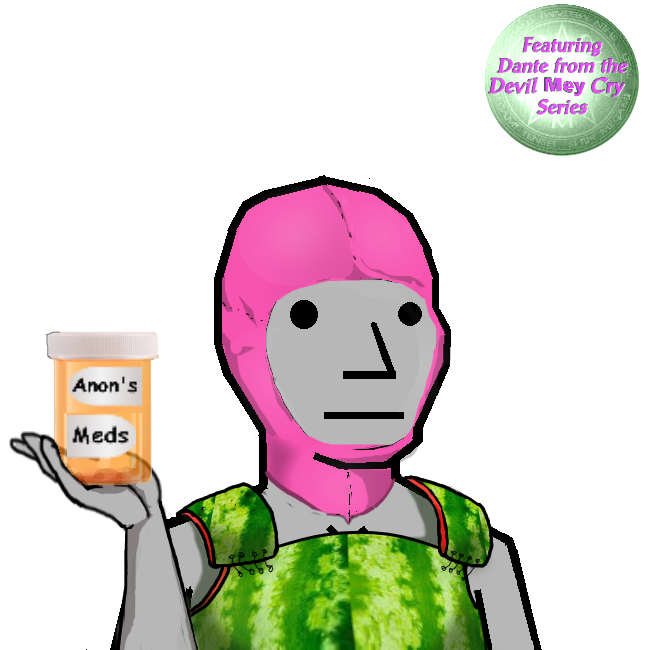 Featuring
Dante from the
Devil Mey Cry
Series
Anon's
Meds